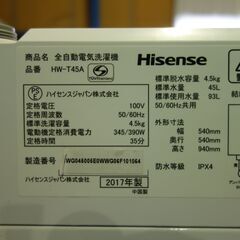 商品名 全自動電気洗濯機
品番 HW-T45A
Hisense
PS E
ハイセンスジャパン株式会社
定格電圧 100V
定格周波数 50/60Hz
定格洗濯容量 4.5kg
定格消費電力 345/390W
標準使用時間 35分
製造番号
ハイセンスジャパン株式会社
2017年製
中国製
標準脱水容量 4.5kg
標準水量 45L
標準使用水量 93L
50/60Hz共用
外形寸法
幅 540mm
奥行 540mm
高さ 940mm
防水等級 IPX4